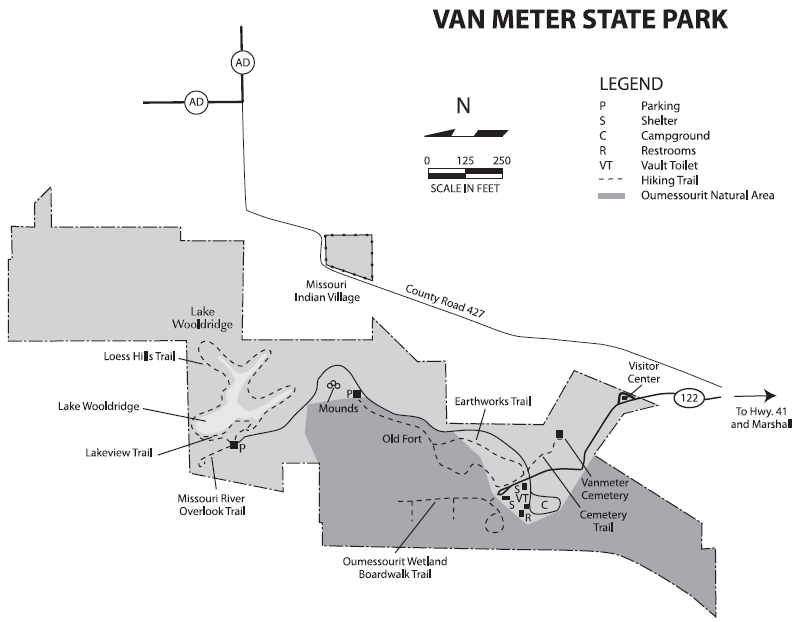 VAN METER STATE PARK
AD
AD
N
0 125 250
SCALE IN FEET
LEGEND
P Parking
S Shelter
C Campground
R Restrooms
VT Vault Toilet
Hiking Trail
Oumessourit Natural Area
Missouri
Indian Village
County Road 427
Lake
Wooldridge
Loess Hills Trail
Lake Wooldridge
Lakeview Trail
P
Missouri River
Overlook Trail
Mounds
P
Old Fort
Earthworks Trail
Visitor
Center
122
To Hwy. 41
and Marshall
Vanmeter
Cemetery
Cemetery
Trail
S
VT
S
C
R
Oumessourit Wetland
Boardwalk Trail